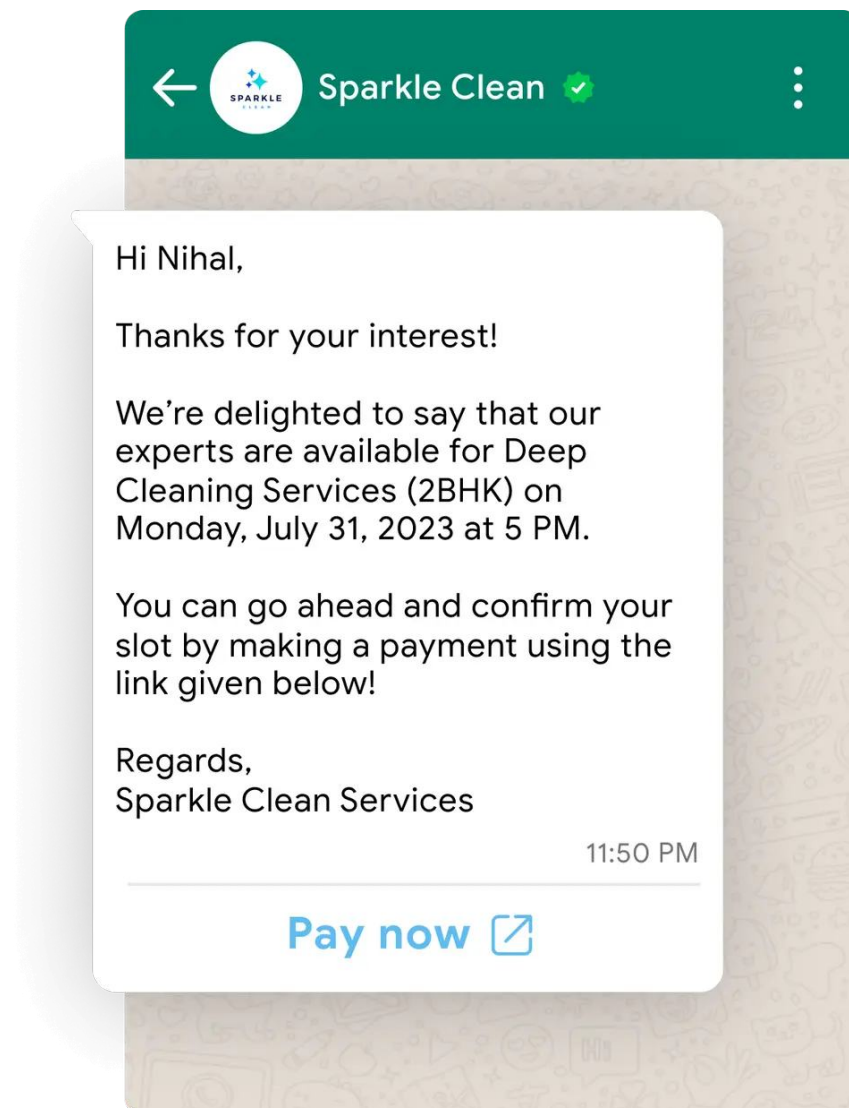 SPARKLE
CLEAN
Sparkle Clean
Hi Nihal,
Thanks for your interest!
We’re delighted to say that our
experts are available for Deep
Cleaning Services (2BHK) on
Monday, July 31, 2023 at 5 PM.
You can go ahead and confirm your
slot by making a payment using the
link given below!
Regards,
Sparkle Clean Services
11:50 PM
Pay now